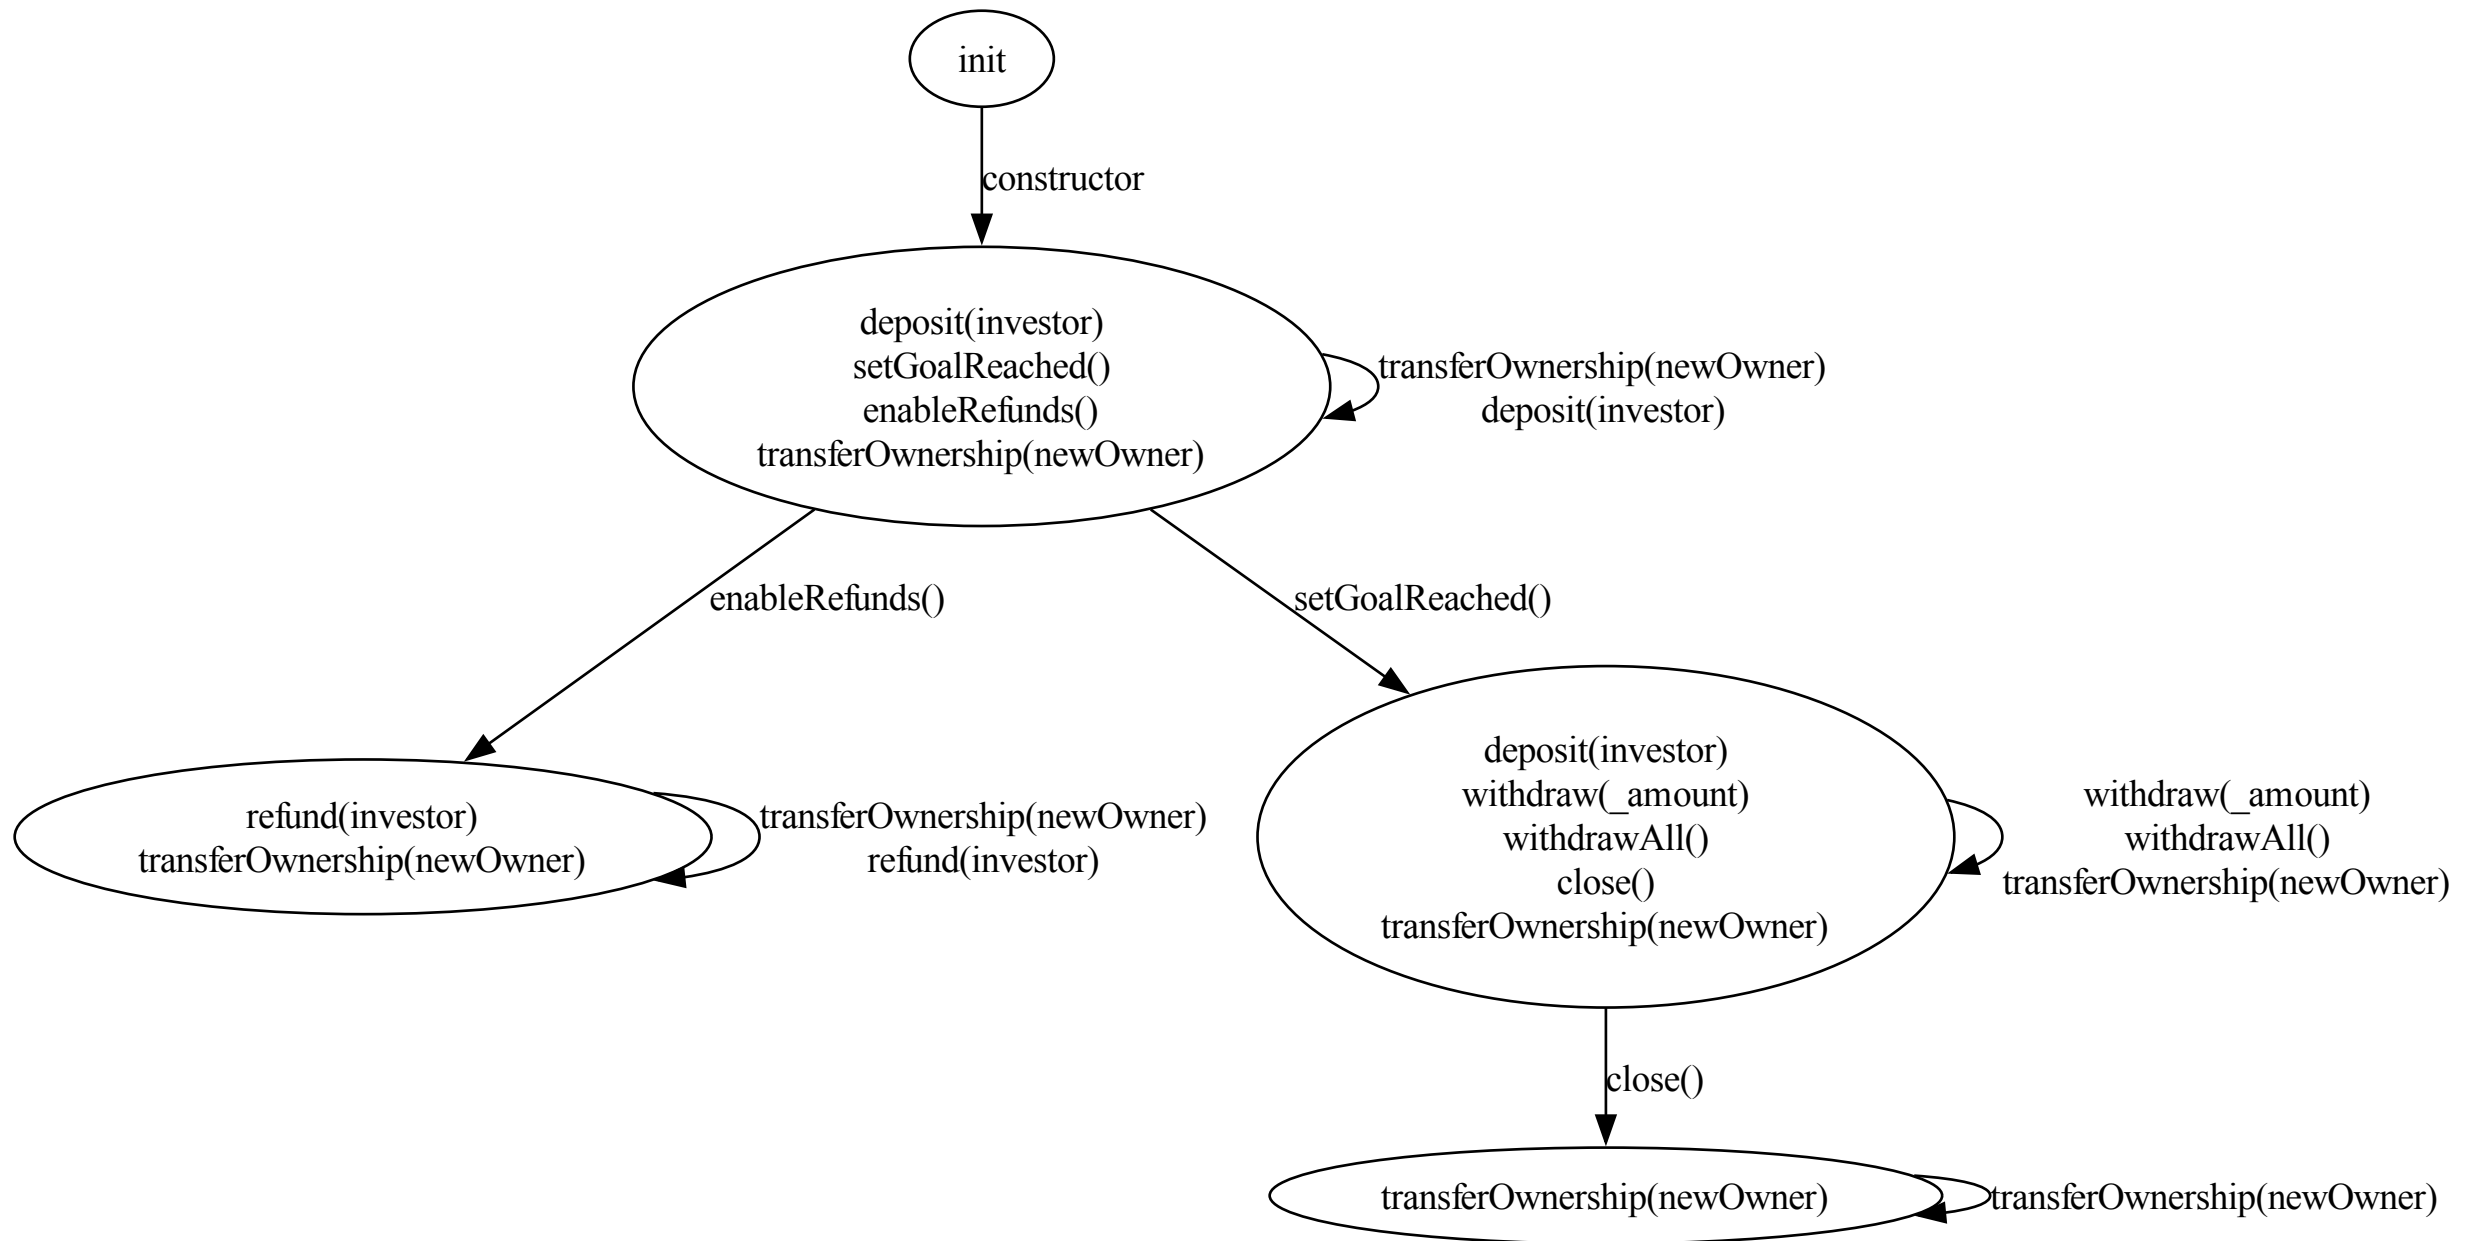 init
constructor
deposit(investor)
setGoalReached()
enableRefunds()
transferOwnership(newOwner)
transferOwnership(newOwner)
deposit(investor)
enableRefunds()
setGoalReached()
refund(investor)
transferOwnership(newOwner)
transferOwnership(newOwner)
refund(investor)
deposit(investor)
withdraw(_amount)
withdrawAll()
close()
transferOwnership(newOwner)
withdraw(_amount)
withdrawAll()
transferOwnership(newOwner)
close()
transferOwnership(newOwner)
transferOwnership(newOwner)